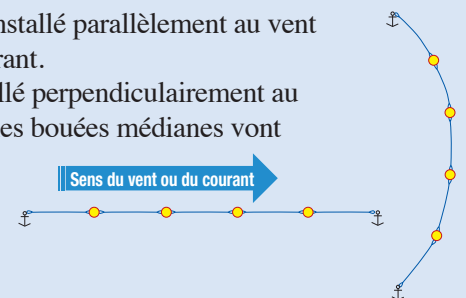 nstallé parallèlement au vent
rant.
llé perpendiculairement au
es bouées médianes vont
Sens du vent ou du courant